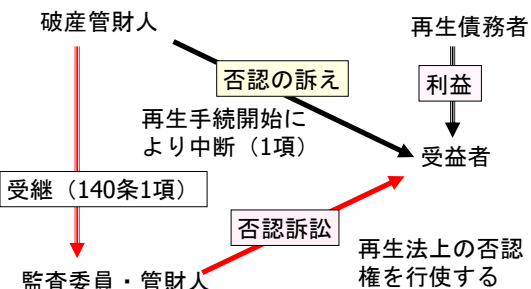 破産管財人
再生債務者
否認の訴え
利益
再生手続開始に
より中断（1項）
受益者
受継（140条1項）
否認訴訟
再生法上の否認
権を行使する
監査委員・管財人